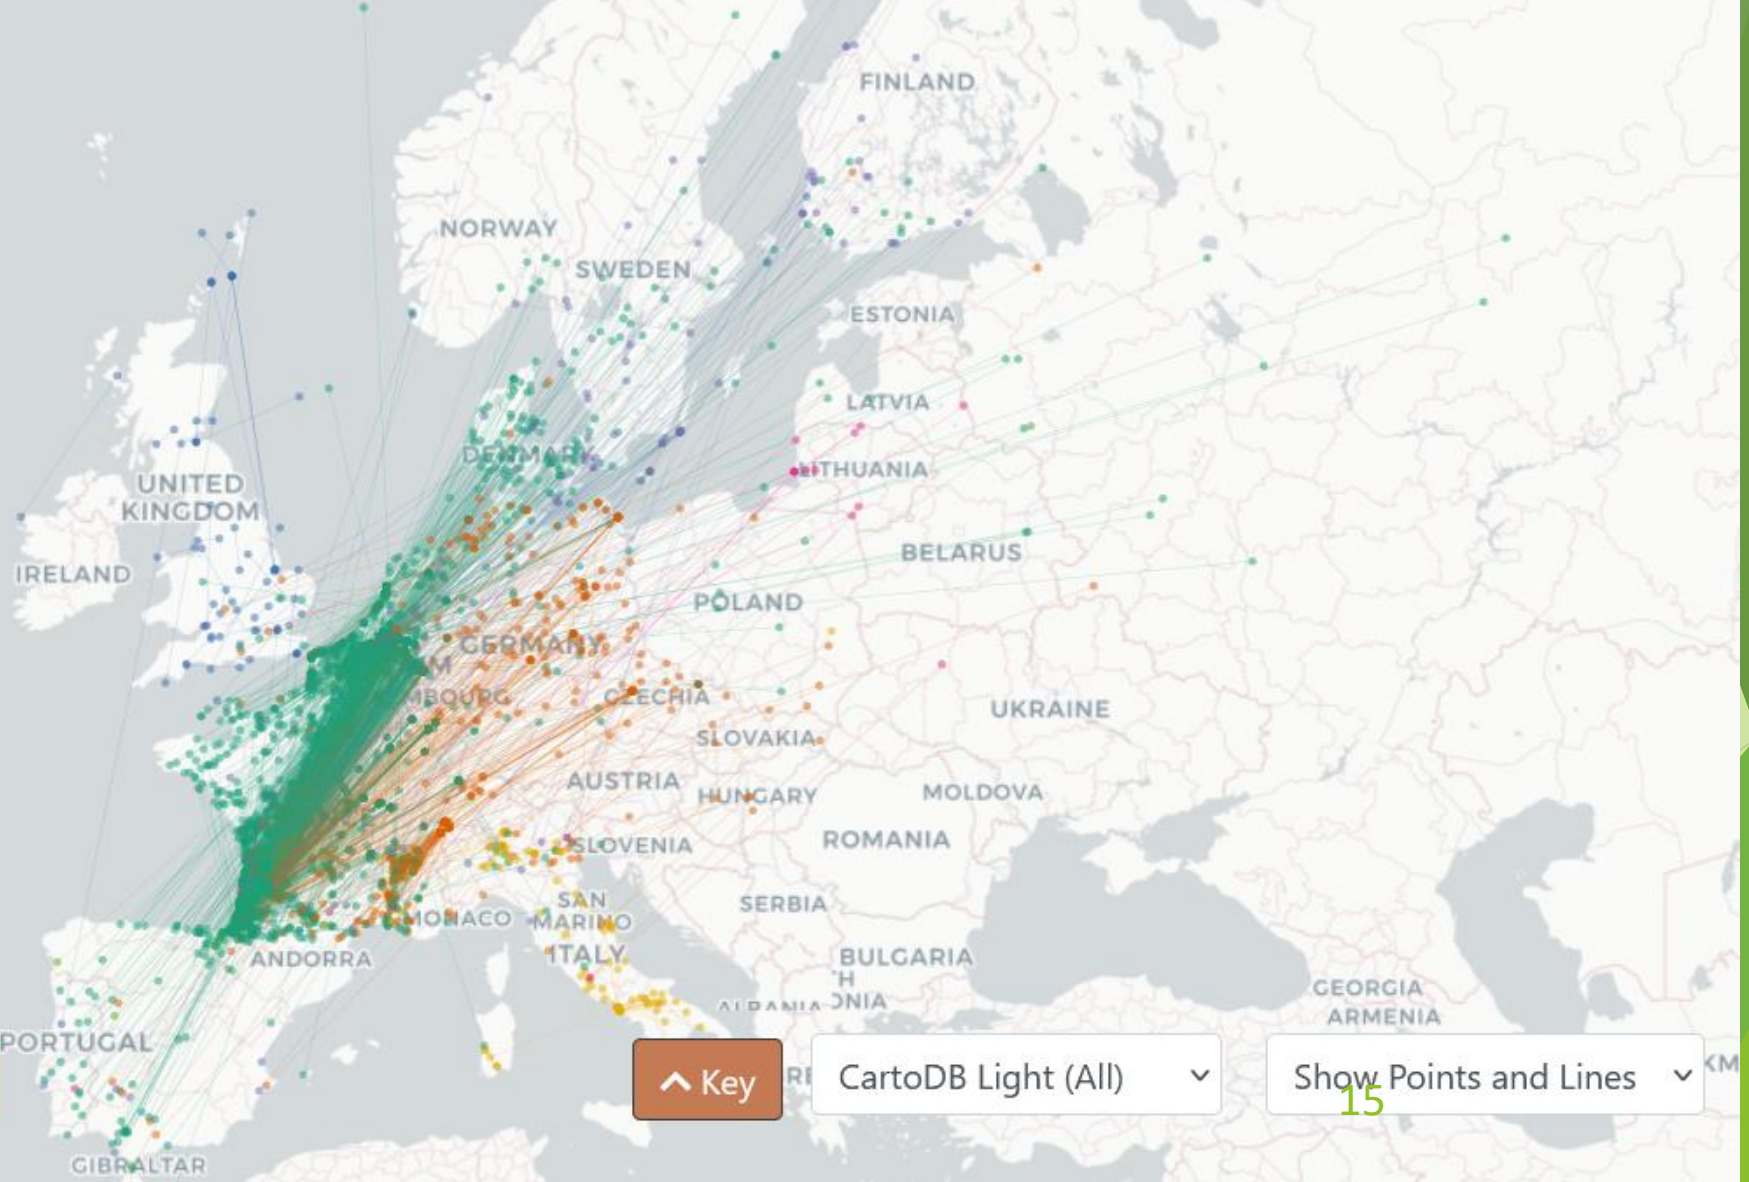 FINLAND
NORWAY
SWEDEN
ESTONIA
LATVIA
DENMARK
LITHUANIA
UNITED
KINGDOM
BELARUS
IRELAND
POLAND
GERMANY
CZECHIA
UKRAINE
SLOVAKIA
AUSTRIA
HUNGARY
MOLDOVA
ROMANIA
SLOVENIA
SAN
MARINO
SERBIA
MONACO
ITALY
ANDORRA
BULGARIA
GEORGIA
ARMENIA
ALBANIA
PORTUGAL
Key
CartoDB Light (All)
Show Points and Lines
15
GIBRALTAR